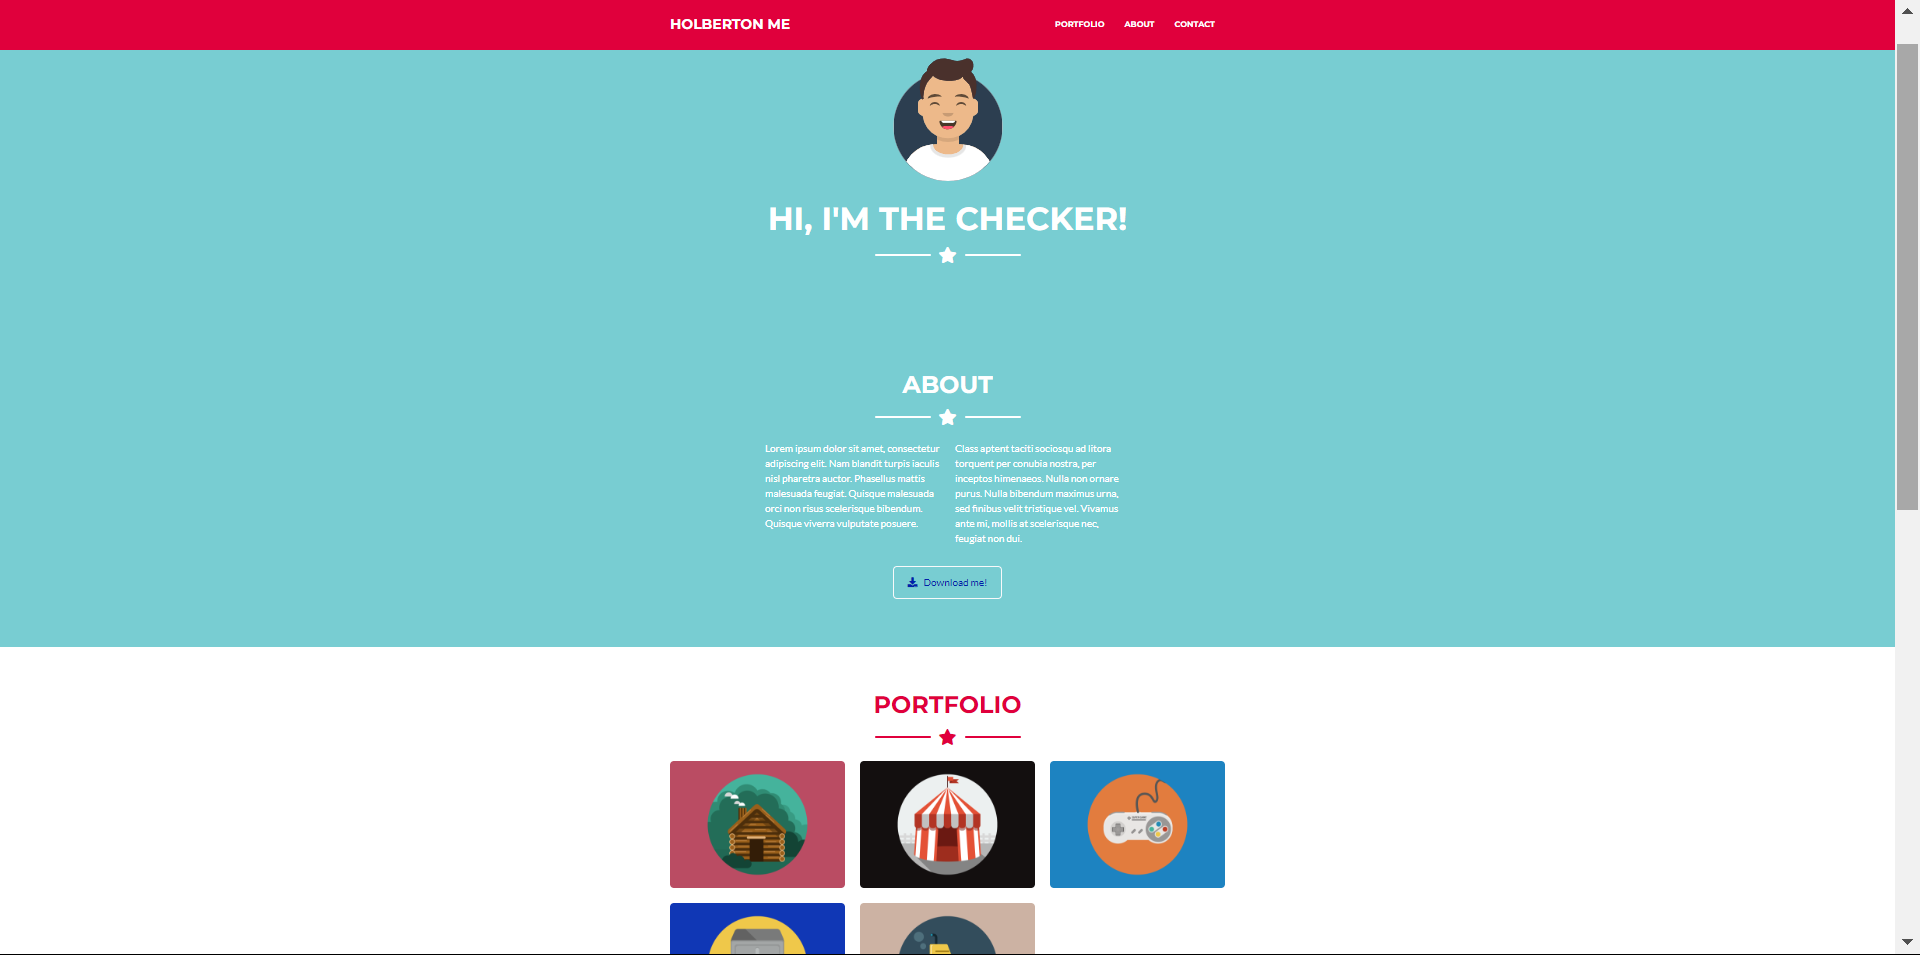 HOLBERTON ME
PORTFOLIO ABOUT CONTACT
HI, I'M THE CHECKER!
ABOUT
Lorem ipsum dolor sit amet, consectetur
adipiscing elit. Nam blandit turpis iaculis
nisl pharetra auctor. Phasellus mattis
malesuada feugiat. Quisque malesuada
orci non risus scelerisque bibendum.
Quisque viverra vulputate posuere.
Class aptent taciti sociosqu ad litora
torquent per conubia nostra, per
inceptos himenaeos. Nulla non ornare
purus. Nulla bibendum maximus urna,
sed finibus velit tristique vel. Vivamus
ante mi, mollis at scelerisque nec,
feugiat non dui.
Download me!
PORTFOLIO